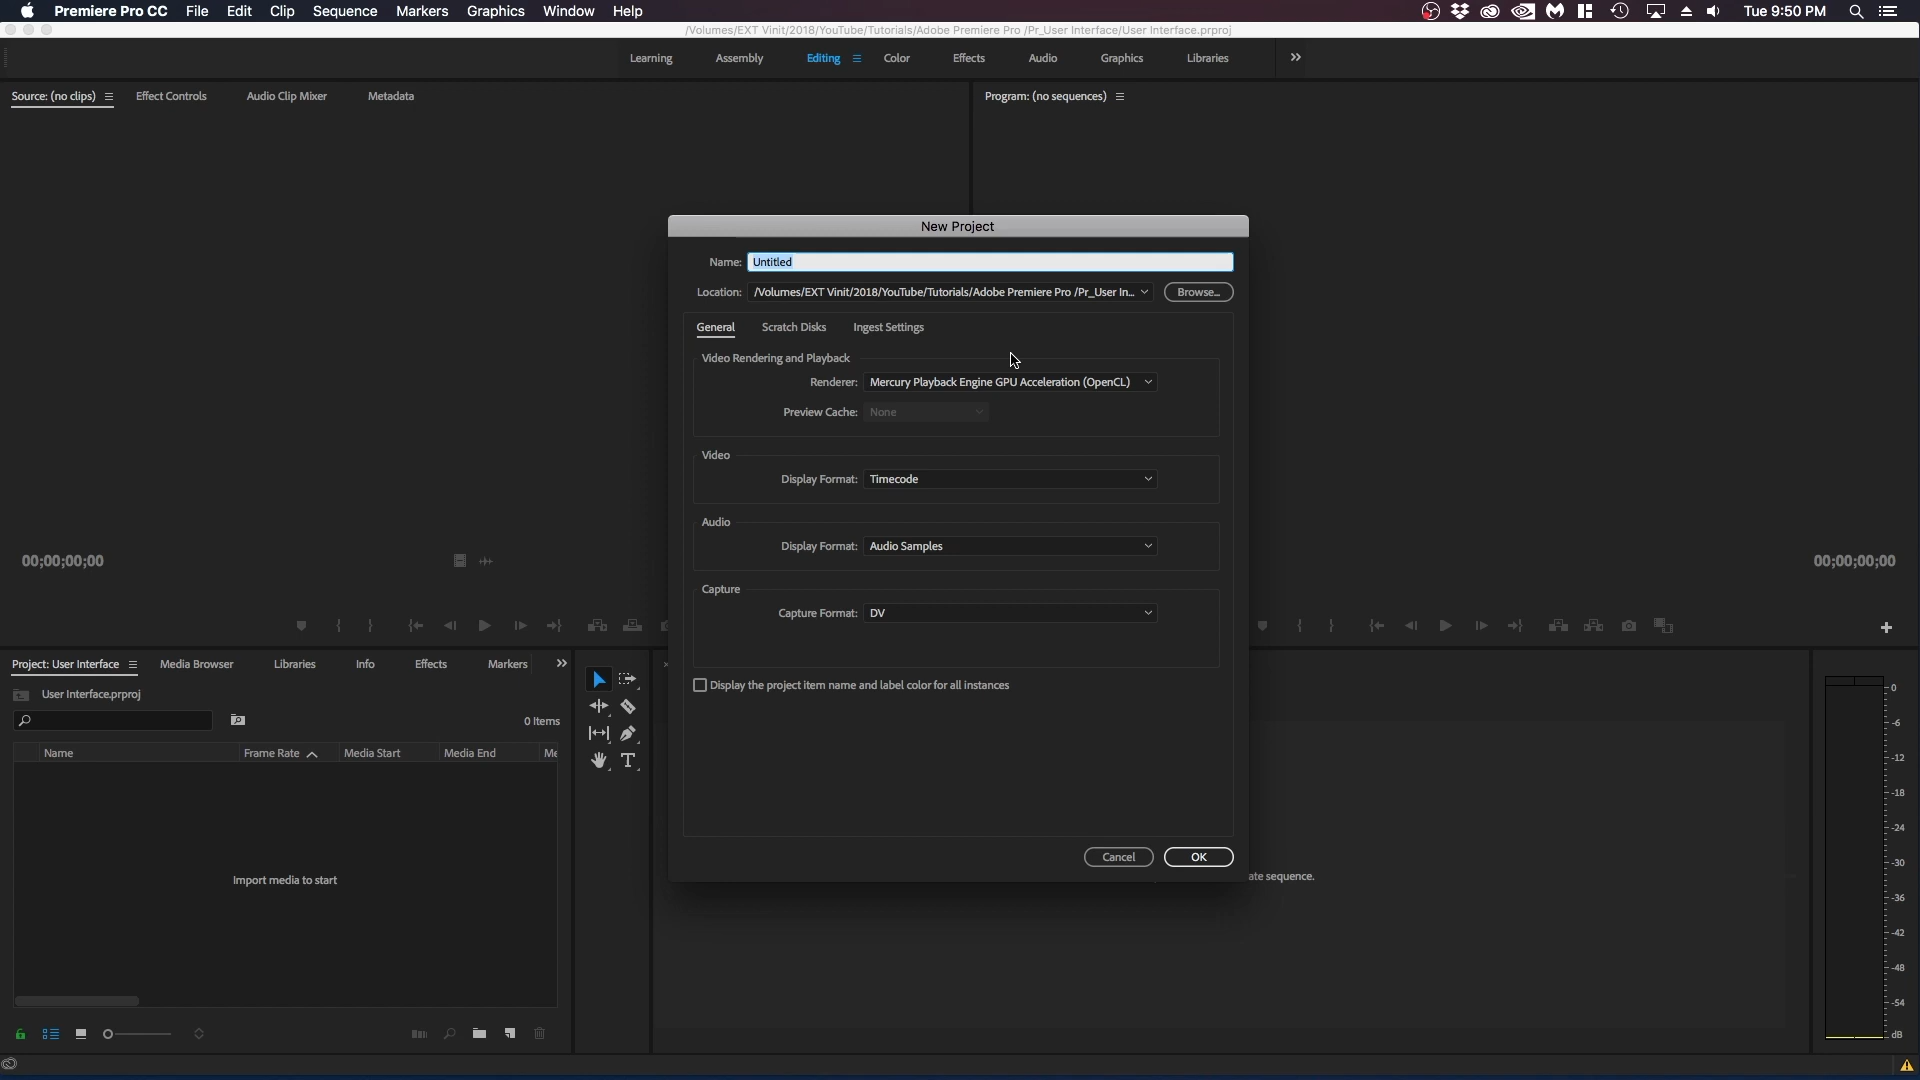 Premiere Pro CC File Edit Clip Sequence Markers Graphics Window Help Tue 9:50 PM
/Volumes/EXT Vinit/2018/YouTube/Tutorials/Adobe Premiere Pro /Pr_User Interface/User Interface.prproj
Learning Assembly Editing Color Effects Audio Graphics Libraries
Source: (no clips) Effect Controls Audio Clip Mixer Metadata
Program: (no sequences)
New Project
Name: Untitled
Location: /Volumes/EXT Vinit/2018/YouTube/Tutorials/Adobe Premiere Pro /Pr_User In... Browse...
General Scratch Disks Ingest Settings
Video Rendering and Playback
Renderer: Mercury Playback Engine GPU Acceleration (OpenCL)
Preview Cache: None
Video
Display Format: Timecode
Audio
Display Format: Audio Samples
Capture
Capture Format: DV
Display the project item name and label color for all instances
Cancel OK
00;00;00;00
00;00;00;00
Project: User Interface Media Browser Libraries Info Effects Markers
User Interface.prproj
0 Items
Name Frame Rate Media Start Media End Me
Import media to start
ate sequence.
0
-6
-12
-18
-24
-30
-36
-42
-48
-54
dB